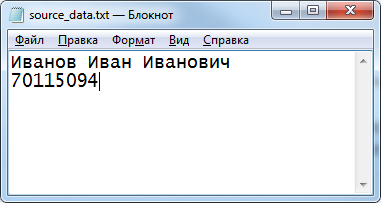 source_data.txt — Блокнот
Файл Правка Формат Вид Справка
Иванов Иван Иванович
70115094